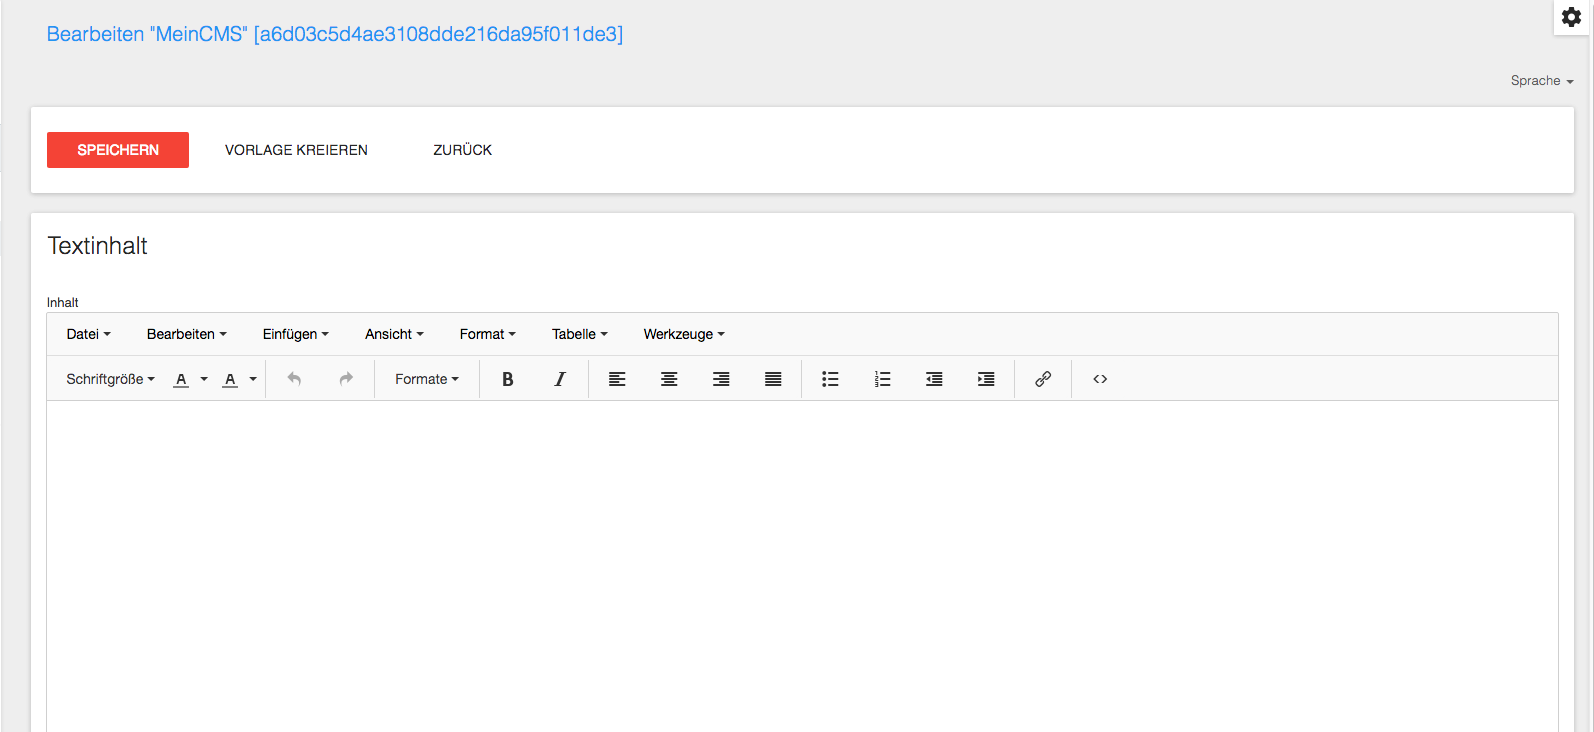 Bearbeiten "MeinCMS" [a6d03c5d4ae3108dde216da95f011de3]
Sprache
SPEICHERN VORLAGE KREIEREN ZURÜCK
Textinhalt
Inhalt
Datei Bearbeiten Einfügen Ansicht Format Tabelle Werkzeuge
Schriftgröße A A Formate B I